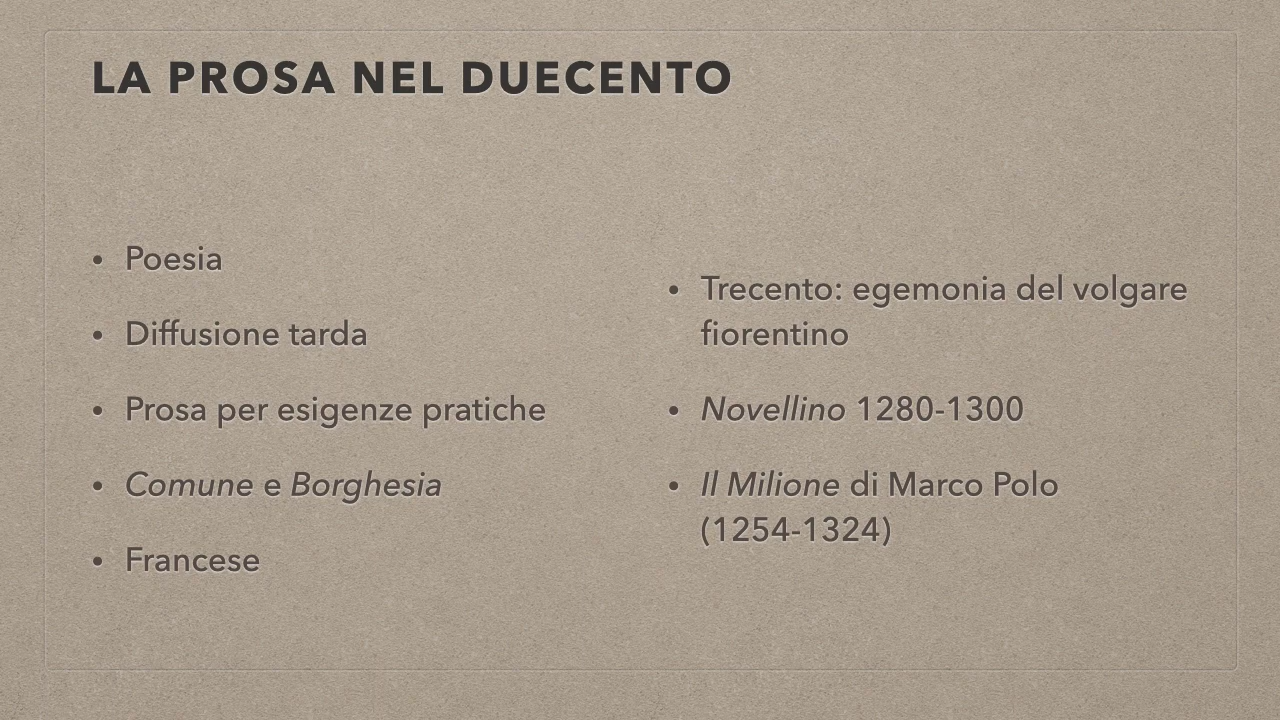 LA PROSA NEL DUECENTO
• Poesia
• Diffusione tarda
• Prosa per esigenze pratiche
• Comune e Borghesia
• Francese
• Trecento: egemonia del volgare
fiorentino
• Novellino 1280-1300
• Il Milione di Marco Polo
(1254-1324)